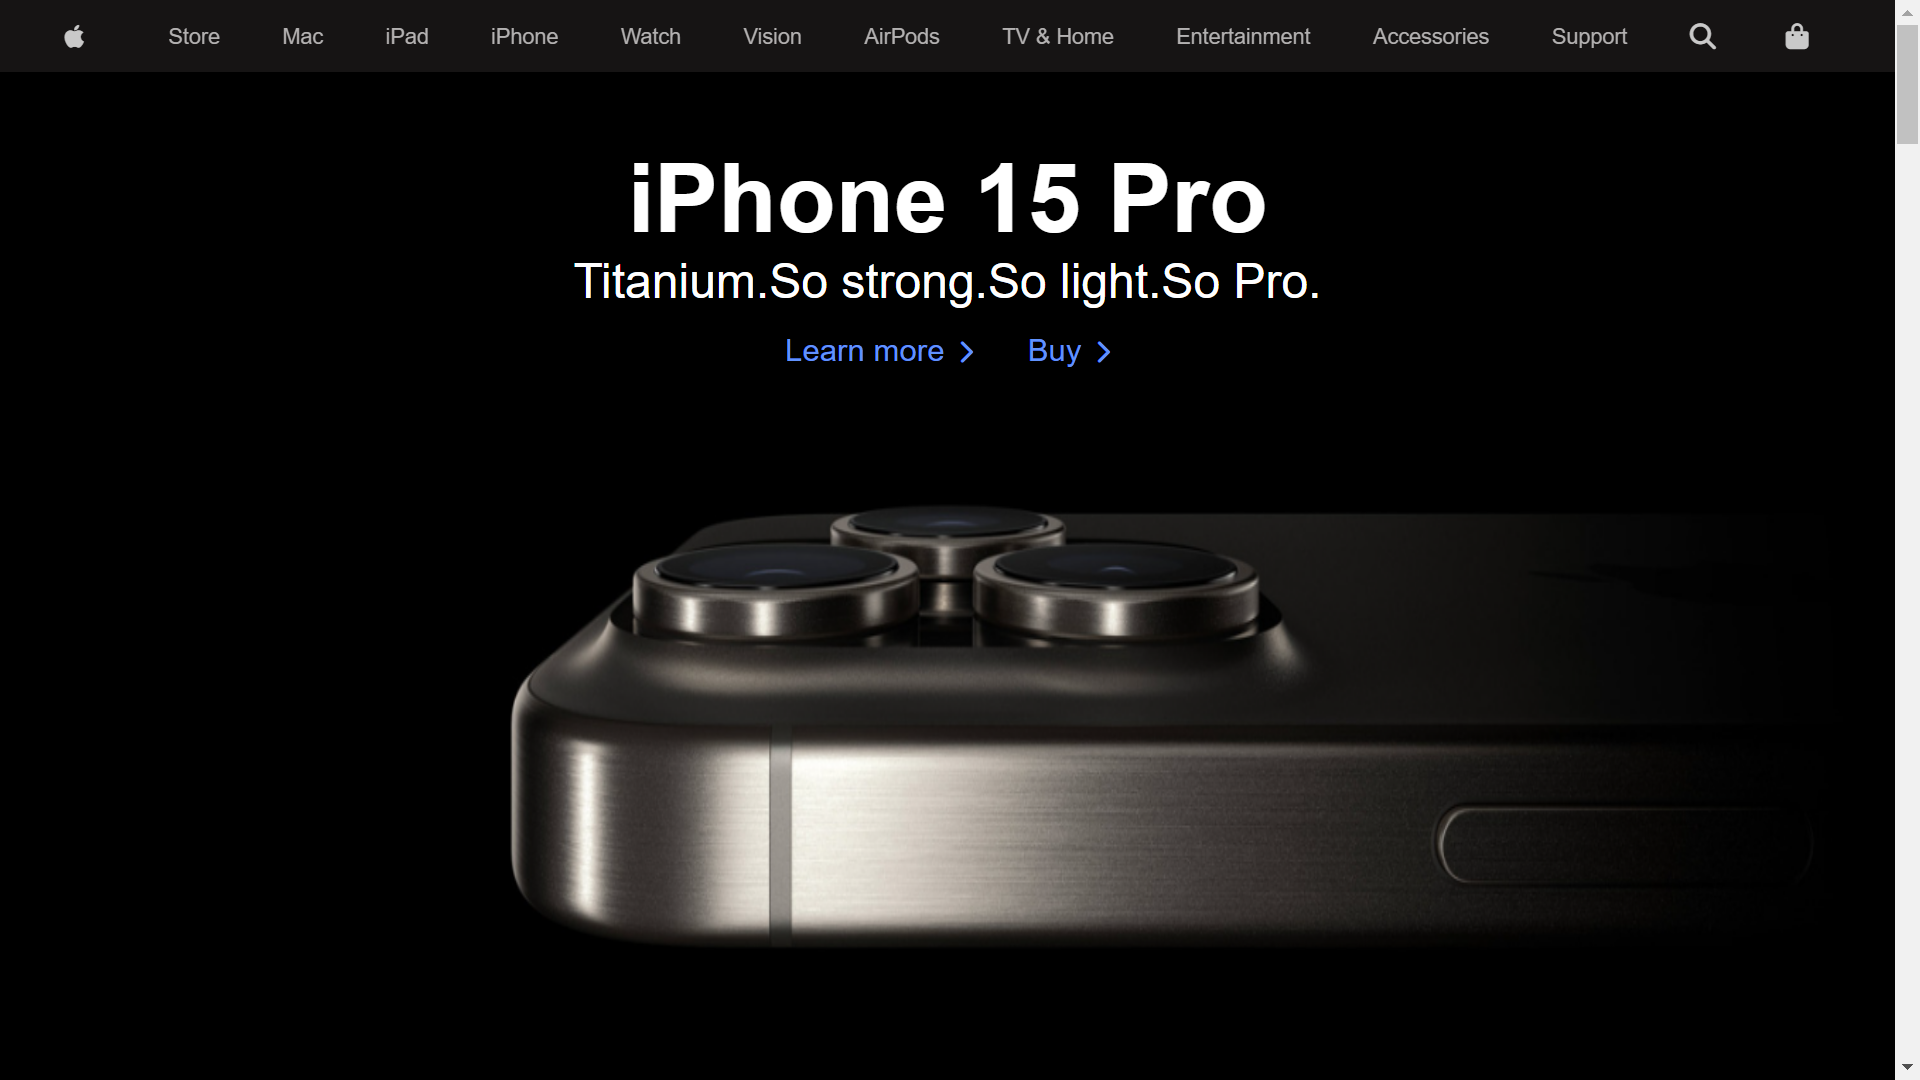 Store Mac iPad iPhone Watch Vision AirPods TV & Home Entertainment Accessories Support
iPhone 15 Pro
Titanium.So strong.So light.So Pro.
Learn more Buy